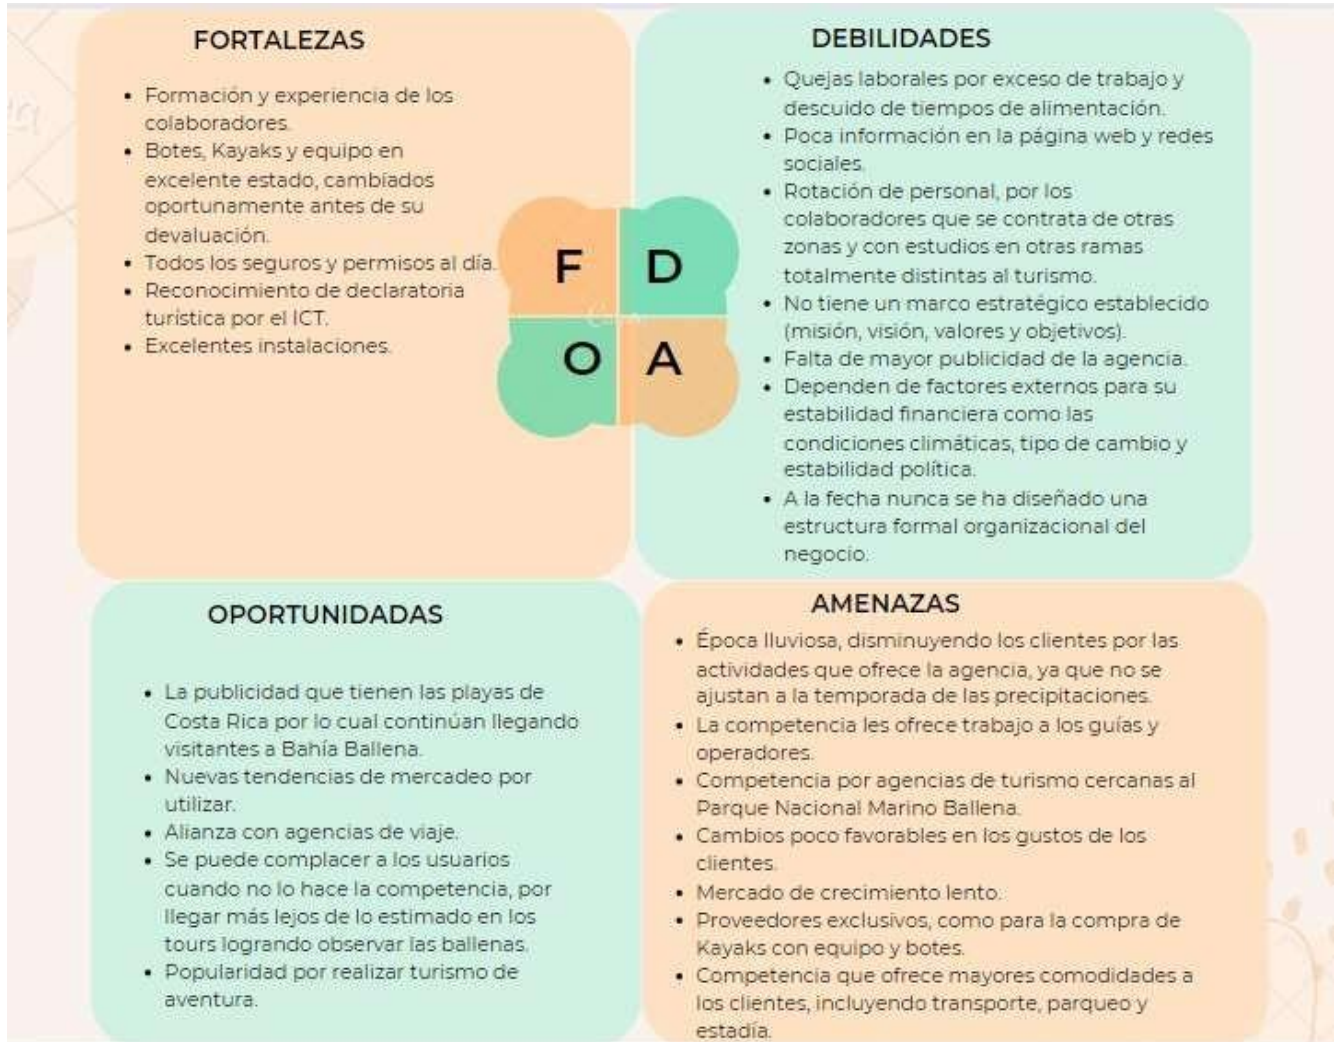 FORTALEZAS
• Formación y experiencia de los
colaboradores.
• Botes, Kayaks y equipo en
excelente estado, cambiados
oportunamente antes de su
devaluación.
• Todos los seguros y permisos al día.
• Reconocimiento de declaratoria
turística por el ICT.
• Excelentes instalaciones.
DEBILIDADES
• Quejas laborales por exceso de trabajo y
descuido de tiempos de alimentación.
• Poca información en la página web y redes
sociales.
• Rotación de personal, por los
colaboradores que se contrata de otras
zonas y con estudios en otras ramas
totalmente distintas al turismo.
• No tiene un marco estratégico establecido
(misión, visión, valores y objetivos).
• Falta de mayor publicidad de la agencia.
• Dependen de factores externos para su
estabilidad financiera como las
condiciones climáticas, tipo de cambio y
estabilidad política.
• A la fecha nunca se ha diseñado una
estructura formal organizacional del
negocio.
F D
O A
OPORTUNIDADAS
• La publicidad que tienen las playas de
Costa Rica por lo cual continúan llegando
visitantes a Bahía Ballena.
• Nuevas tendencias de mercadeo por
utilizar.
• Alianza con agencias de viaje.
• Se puede complacer a los usuarios
cuando no lo hace la competencia, por
llegar más lejos de lo estimado en los
tours logrando observar las ballenas.
• Popularidad por realizar turismo de
aventura.
AMENAZAS
• Época lluviosa, disminuyendo los clientes por las
actividades que ofrece la agencia, ya que no se
ajustan a la temporada de las precipitaciones.
• La competencia les ofrece trabajo a los guías y
operadores.
• Competencia por agencias de turismo cercanas al
Parque Nacional Marino Ballena.
• Cambios poco favorables en los gustos de los
clientes.
• Mercado de crecimiento lento.
• Proveedores exclusivos, como para la compra de
Kayaks con equipo y botes.
• Competencia que ofrece mayores comodidades a
los clientes, incluyendo transporte, parqueo y
estadía.